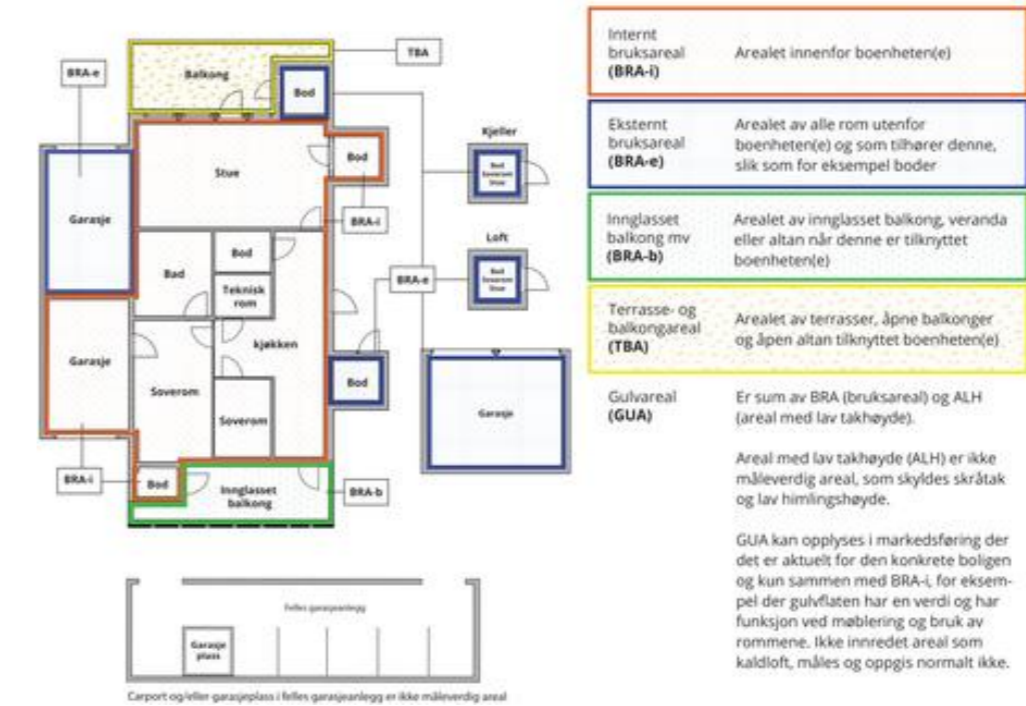 TBA
BRA-e
Balkong
Bod
Kjeller
Bod
Soverom
Stue
Bod
Stue
Garasje
BRA-i
Loft
Bod
Bad
Bod
Soverom
Stue
BRA-e
Teknisk
rom
kjøkken
Garasje
Soverom
Bod
Garasje
Soverom
BRA-i
Bod
Innglasset
balkong
BRA-b
Felles garasjeanlegg
Garasje
plass
Carport og/eller garasjeplass i felles garasjeanlegg er ikke måleverdig areal
Internt
bruksareal
(BRA-i)
Arealet innenfor boenheten(e)
Eksternt
bruksareal
(BRA-e)
Arealet av alle rom utenfor
boenheten(e) og som tilhører denne,
slik som for eksempel boder
Innglasset
balkong mv
(BRA-b)
Arealet av innglasset balkong, veranda
eller altan når denne er tilknyttet
boenheten(e)
Terrasse- og
balkongareal
(TBA)
Arealet av terrasser, åpne balkonger
og åpen altan tilknyttet boenheten(e)
Gulvareal
(GUA)
Er sum av BRA (bruksareal) og ALH
(areal med lav takhøyde).
Areal med lav takhøyde (ALH) er ikke
måleverdig areal, som skyldes skråtak
og lav himlingshøyde.
GUA kan opplyses i markedsføring der
det er aktuelt for den konkrete boligen
og kun sammen med BRA-i, for eksem-
pel der gulvflaten har en verdi og har
funksjon ved møblering og bruk av
rommene. Ikke innredet areal som
kaldloft, måles og oppgis normalt ikke.